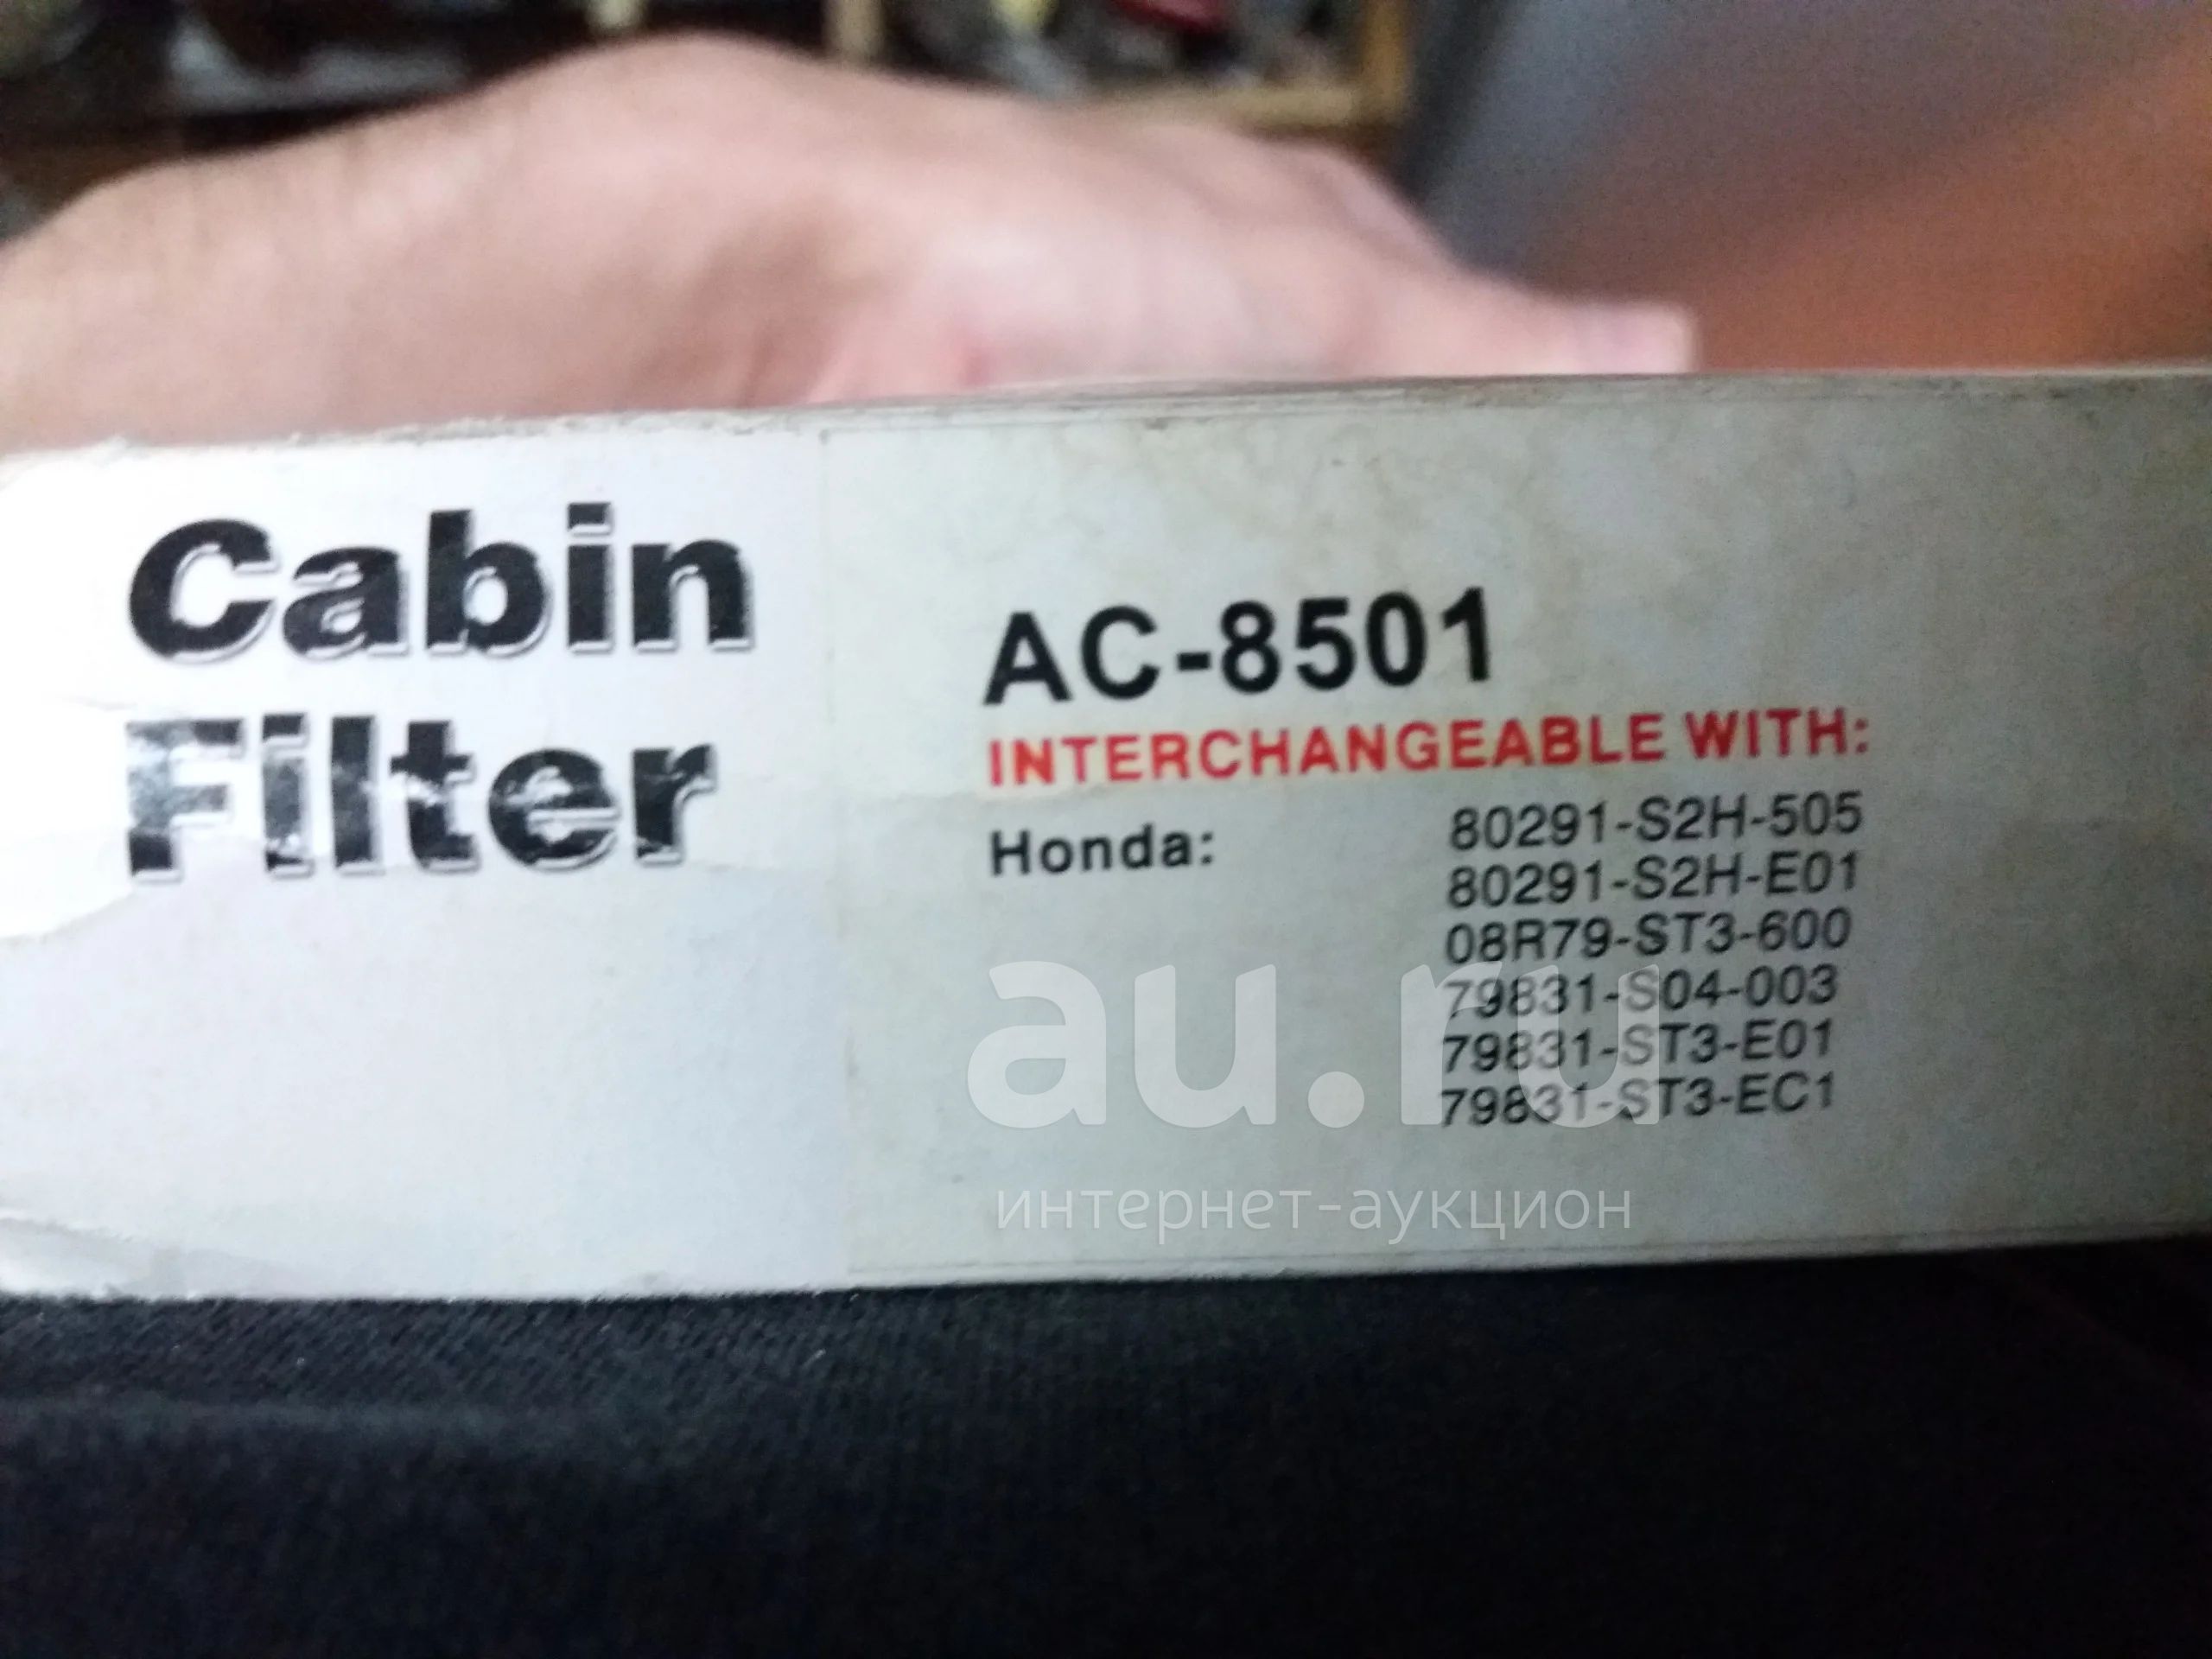 Cabin
Filter
AC-8501
INTERCHANGEABLE WITH:
Honda:
80291-S2H-505
80291-S2H-E01
08R79-ST3-600
79831-S04-003
79831-ST3-E01
79831-ST3-EC1
au.ru
интернет-аукцион